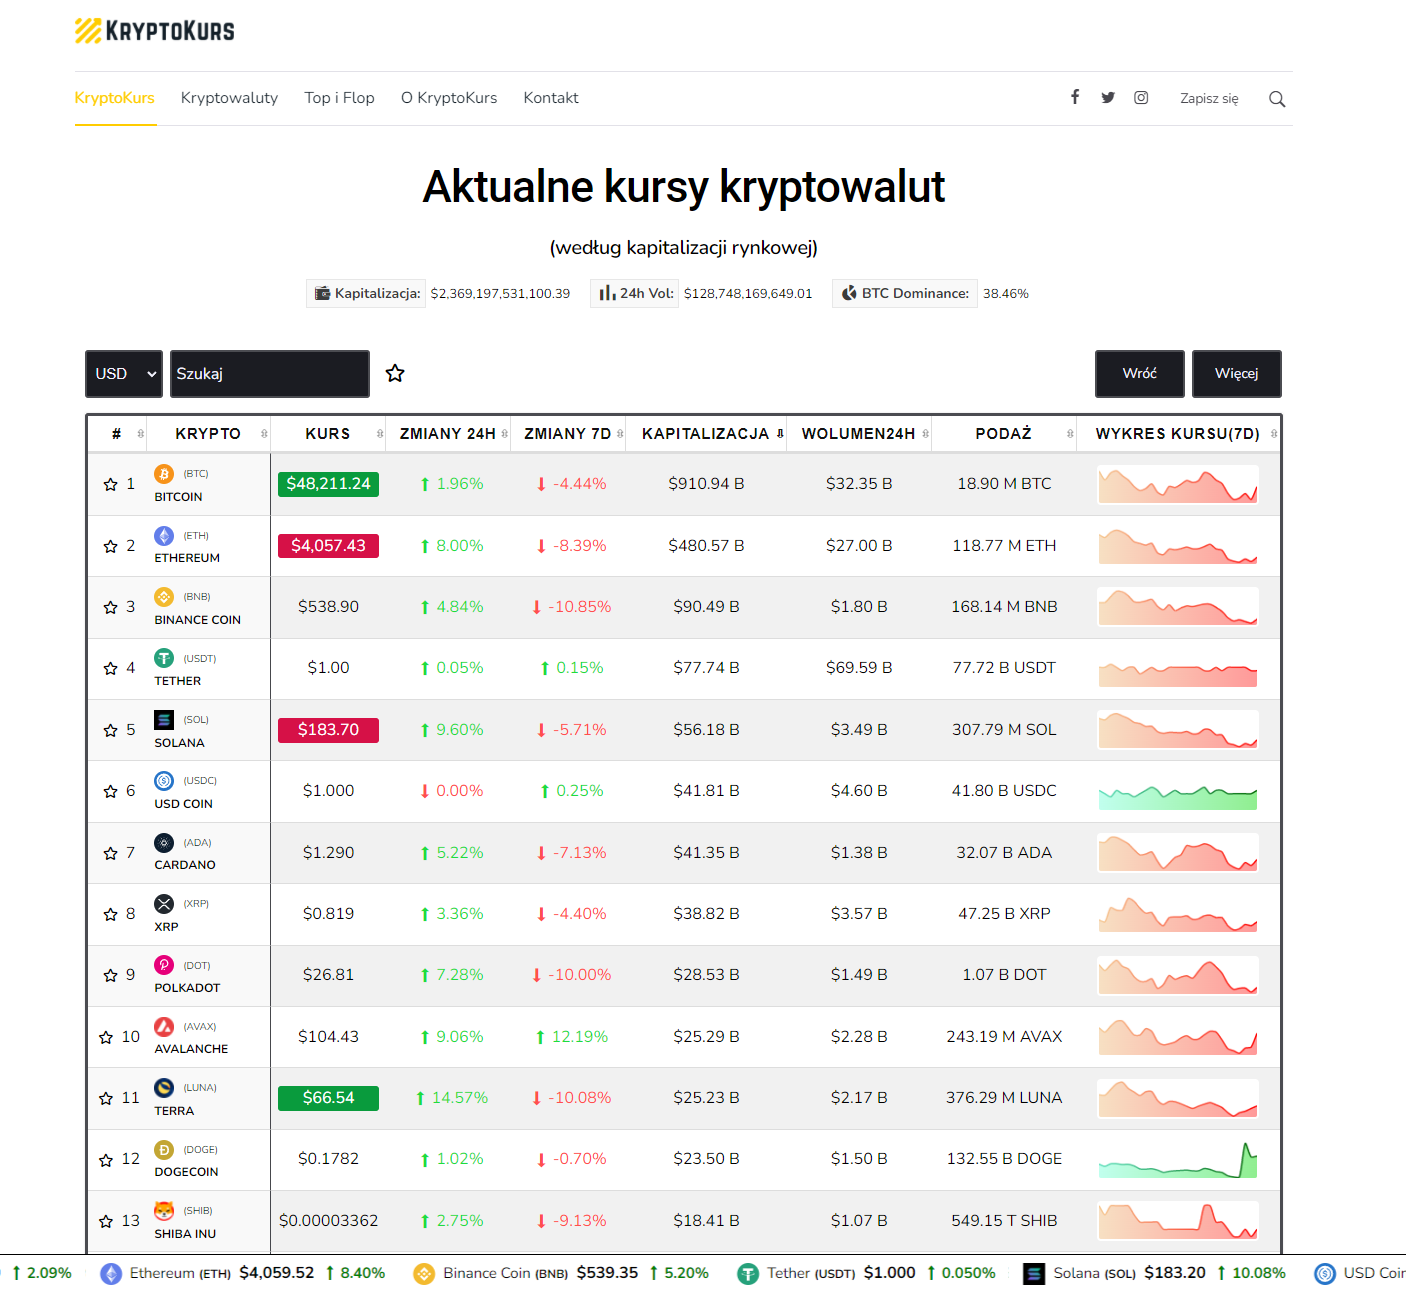 KRYPTOKURS
KryptoKurs Kryptowaluty Top i Flop O KryptoKurs Kontakt Zapisz się
Aktualne kursy kryptowalut
(według kapitalizacji rynkowej)
Kapitalizacja: $2,369,197,531,100.39 24h Vol: $128,748,169,649.01 BTC Dominance: 38.46%
USD Szukaj Wróć Więcej
# KRYPTO KURS ZMIANY 24H ZMIANY 7D KAPITALIZACJA WOLUMEN24H PODAŻ WYKRES KURSU(7D)
1 (BTC) BITCOIN $48,211.24 1.96% -4.44% $910.94 B $32.35 B 18.90 M BTC
2 (ETH) ETHEREUM $4,057.43 8.00% -8.39% $480.57 B $27.00 B 118.77 M ETH
3 (BNB) BINANCE COIN $538.90 4.84% -10.85% $90.49 B $1.80 B 168.14 M BNB
4 (USDT) TETHER $1.00 0.05% 0.15% $77.74 B $69.59 B 77.72 B USDT
5 (SOL) SOLANA $183.70 9.60% -5.71% $56.18 B $3.49 B 307.79 M SOL
6 (USDC) USD COIN $1.000 0.00% 0.25% $41.81 B $4.60 B 41.80 B USDC
7 (ADA) CARDANO $1.290 5.22% -7.13% $41.35 B $1.38 B 32.07 B ADA
8 (XRP) XRP $0.819 3.36% -4.40% $38.82 B $3.57 B 47.25 B XRP
9 (DOT) POLKADOT $26.81 7.28% -10.00% $28.53 B $1.49 B 1.07 B DOT
10 (AVAX) AVALANCHE $104.43 9.06% 12.19% $25.29 B $2.28 B 243.19 M AVAX
11 (LUNA) TERRA $66.54 14.57% -10.08% $25.23 B $2.17 B 376.29 M LUNA
12 (DOGE) DOGECOIN $0.1782 1.02% -0.70% $23.50 B $1.50 B 132.55 B DOGE
13 (SHIB) SHIBA INU $0.00003362 2.75% -9.13% $18.41 B $1.07 B 549.15 T SHIB
2.09% Ethereum (ETH) $4,059.52 8.40% Binance Coin (BNB) $539.35 5.20% Tether (USDT) $1.000 0.050% Solana (SOL) $183.20 10.08% USD Coin